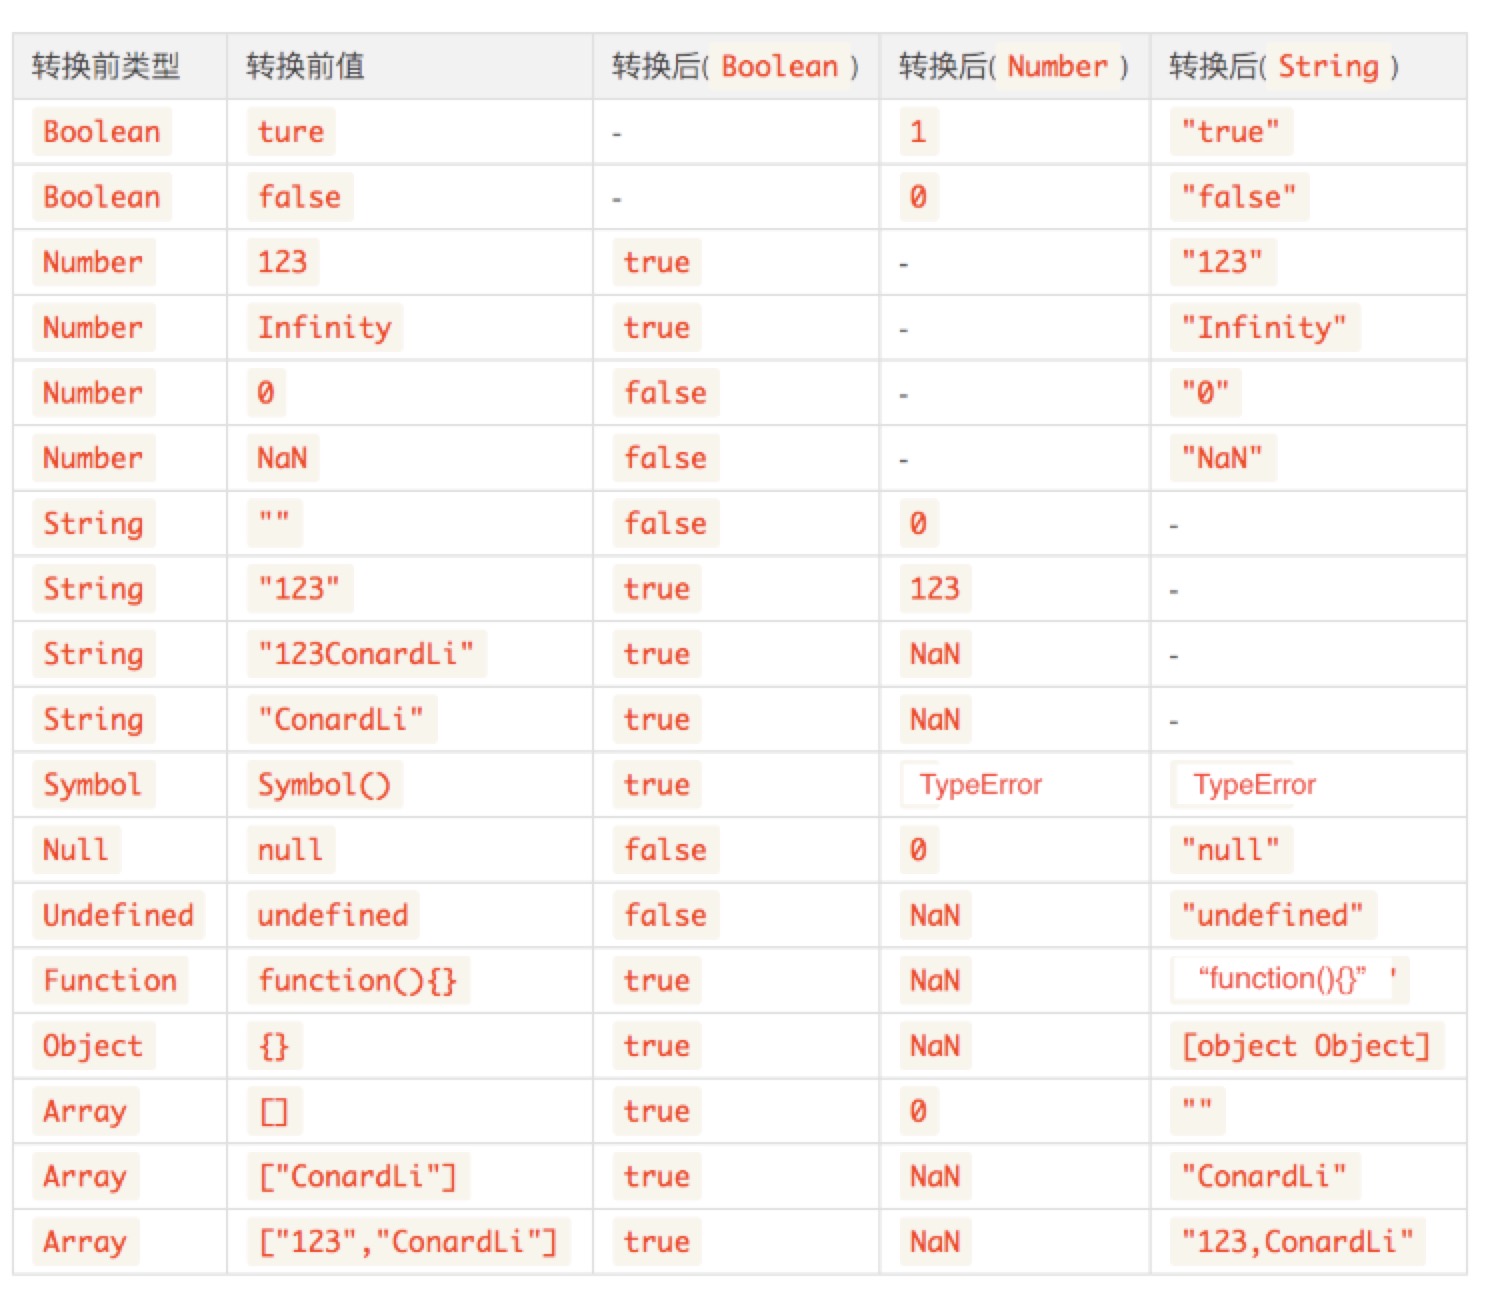 转换前类型 转换前值 转换后( Boolean ) 转换后( Number ) 转换后( String )
Boolean ture - 1 "true"
Boolean false - 0 "false"
Number 123 true - "123"
Number Infinity true - "Infinity"
Number 0 false - "0"
Number NaN false - "NaN"
String "" false 0 -
String "123" true 123 -
String "123ConardLi" true NaN -
String "ConardLi" true NaN -
Symbol Symbol() true TypeError TypeError
Null null false 0 "null"
Undefined undefined false NaN "undefined"
Function function(){} true NaN “function(){}” '
Object {} true NaN [object Object]
Array [] true 0 ""
Array ["ConardLi"] true NaN "ConardLi"
Array ["123","ConardLi"] true NaN "123,ConardLi"